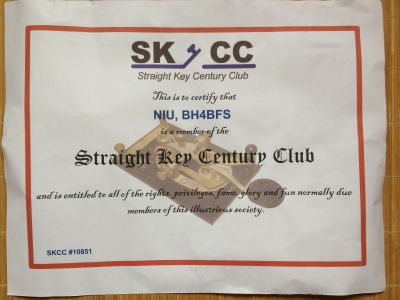 SKCC
Straight Key Century Club
This is to certify that
NIU, BH4BFS
is a member of the
Straight Key Century Club
and is entitled to all of the rights, privileges, fame, glory and fun normally due
members of this illustrious society.
SKCC #10851